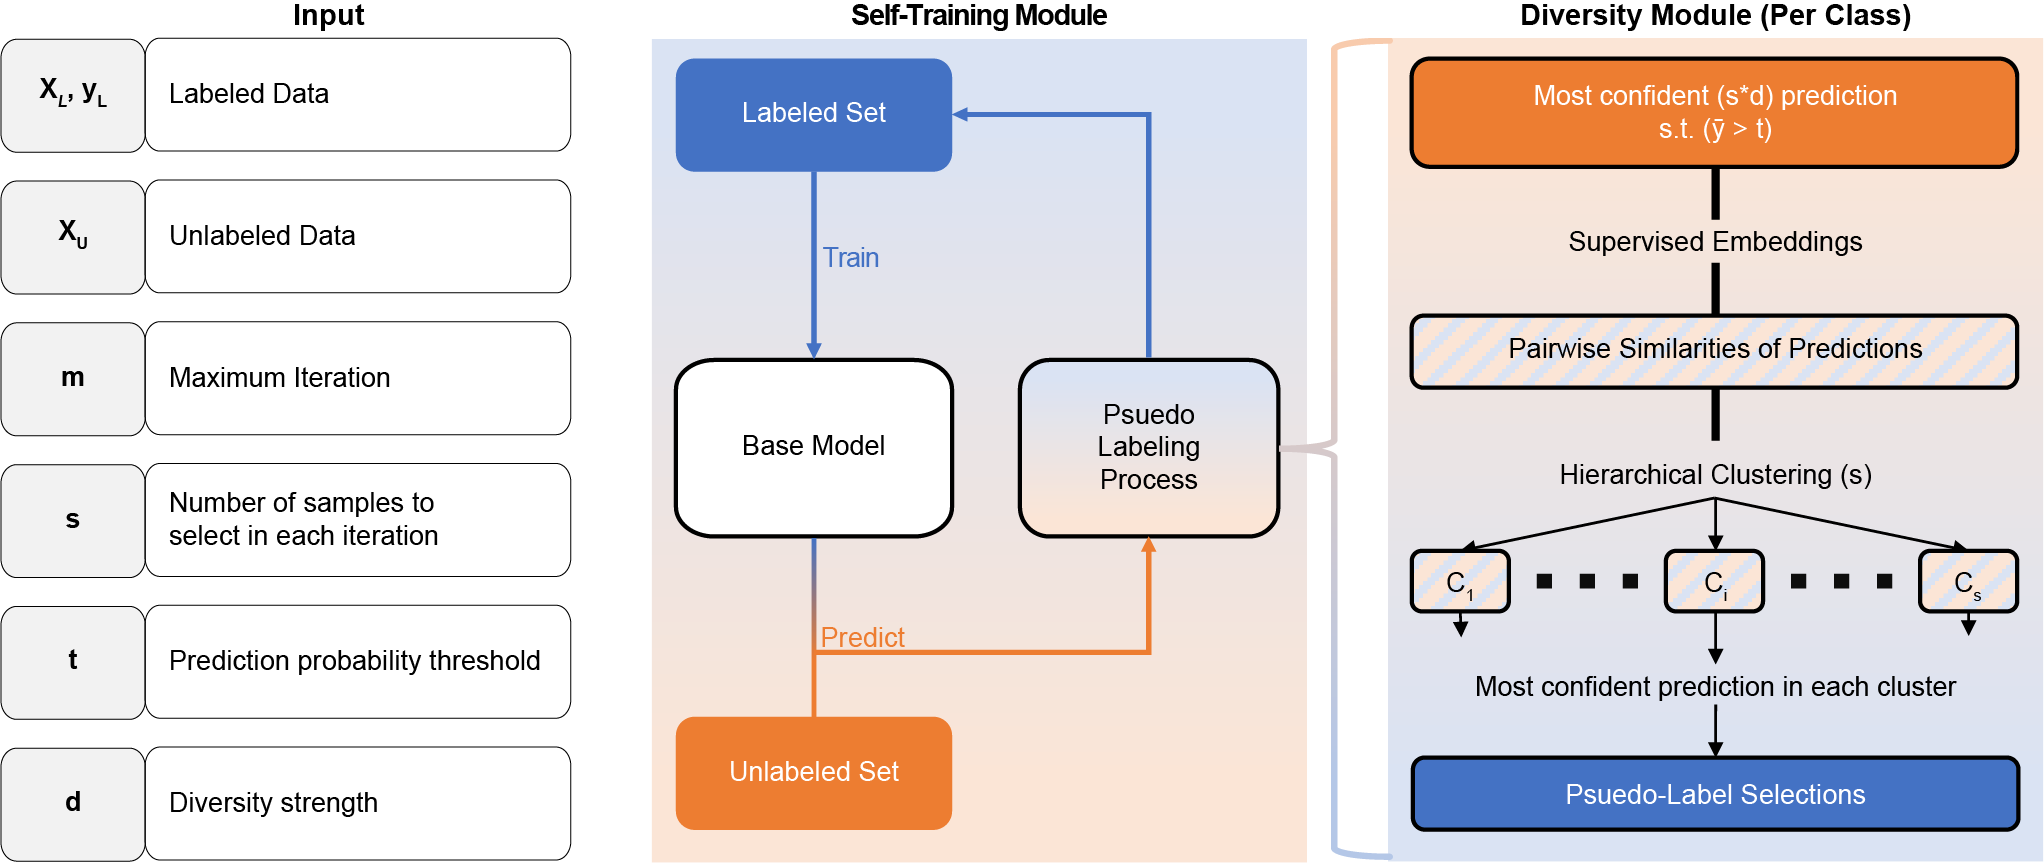 Input
X_L, y_L
Labeled Data
X_U
Unlabeled Data
m
Maximum Iteration
s
Number of samples to
select in each iteration
t
Prediction probability threshold
d
Diversity strength
Self-Training Module
Labeled Set
Train
Base Model
Psuedo
Labeling
Process
Predict
Unlabeled Set
Diversity Module (Per Class)
Most confident (s*d) prediction
s.t. (ȳ > t)
Supervised Embeddings
Pairwise Similarities of Predictions
Hierarchical Clustering (s)
C_1
C_i
C_s
Most confident prediction in each cluster
Psuedo-Label Selections